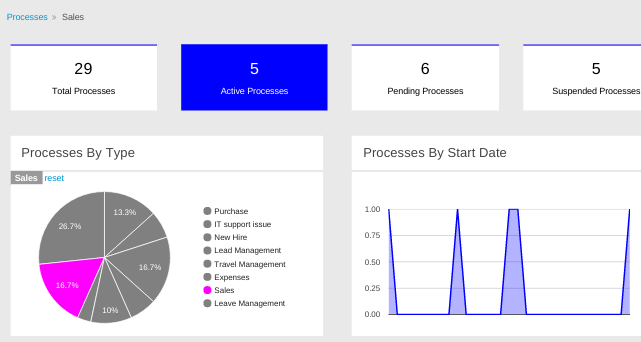 Processes » Sales
29
Total Processes
5
Active Processes
6
Pending Processes
5
Suspended Processes
Processes By Type
Sales reset
13.3%
26.7%
16.7%
16.7%
10%
Purchase
IT support issue
New Hire
Lead Management
Travel Management
Expenses
Sales
Leave Management
Processes By Start Date
1.00
0.75
0.50
0.25
0.00